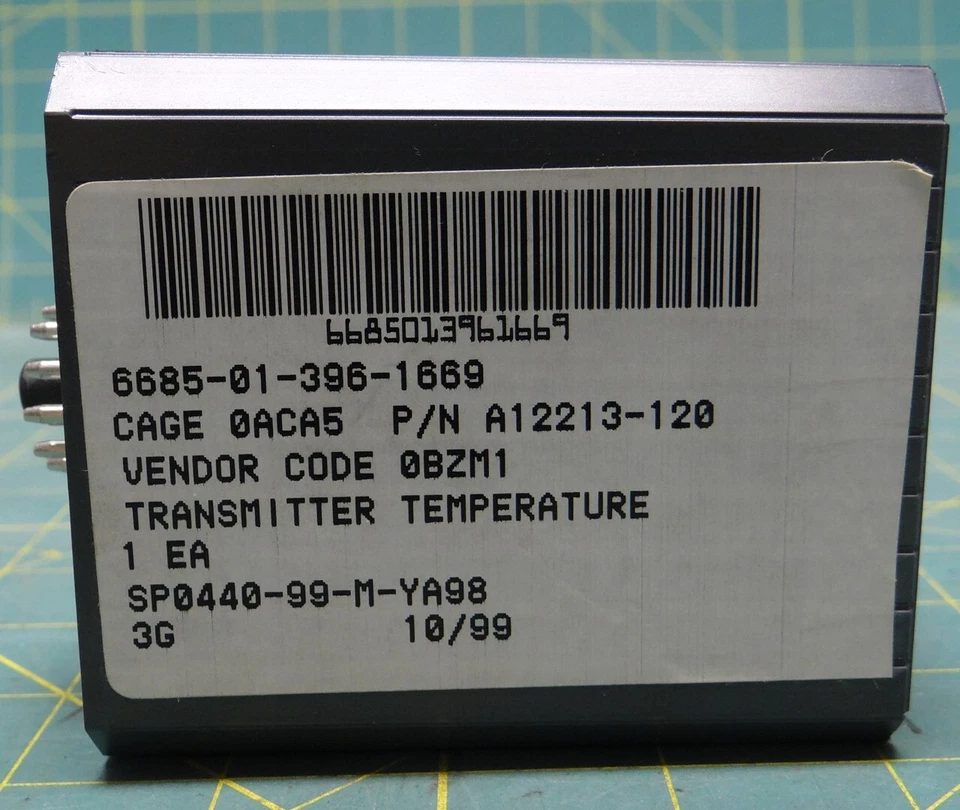 6685013961669
6685-01-396-1669
CAGE 0ACA5 P/N A12213-120
VENDOR CODE 0BZM1
TRANSMITTER TEMPERATURE
1 EA
SP0440-99-M-YA98
3G 10/99